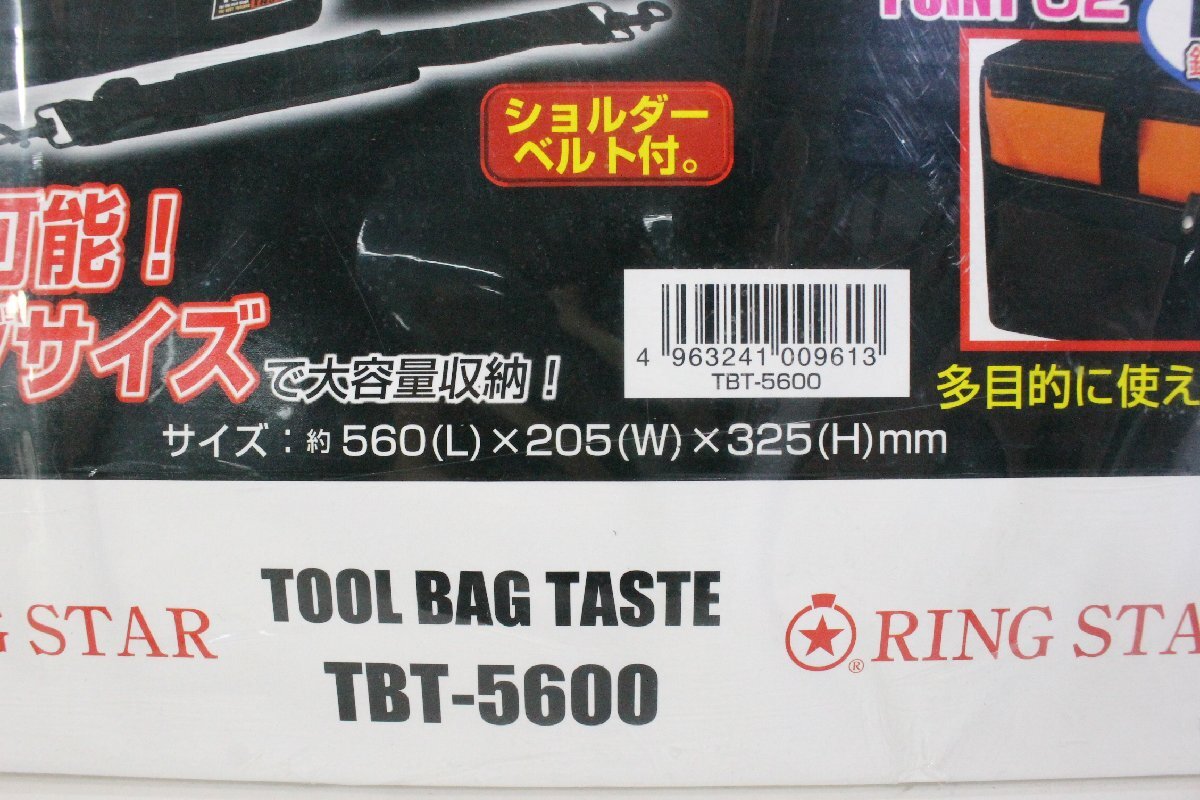 POINT 02
ショルダー
ベルト付。
可能！
サイズで大容量収納！
4 963241 009613
TBT-5600
多目的に使え
サイズ：約 560(L)×205(W)×325(H)mm
TOOL BAG TASTE
TBT-5600
G STAR
® RING STA